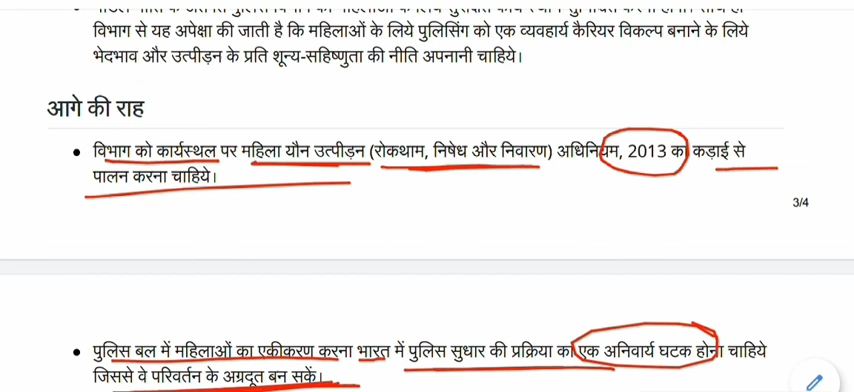 विभाग से यह अपेक्षा की जाती है कि महिलाओं के लिये पुलिसिंग को एक व्यवहार्य कैरियर विकल्प बनाने के लिये
भेदभाव और उत्पीड़न के प्रति शून्य-सहिष्णुता की नीति अपनानी चाहिये।
आगे की राह
• विभाग को कार्यस्थल पर महिला यौन उत्पीड़न (रोकथाम, निषेध और निवारण) अधिनियम, 2013 का कड़ाई से
पालन करना चाहिये।
3/4
• पुलिस बल में महिलाओं का एकीकरण करना भारत में पुलिस सुधार की प्रक्रिया का एक अनिवार्य घटक होना चाहिये
जिससे वे परिवर्तन के अग्रदूत बन सकें।